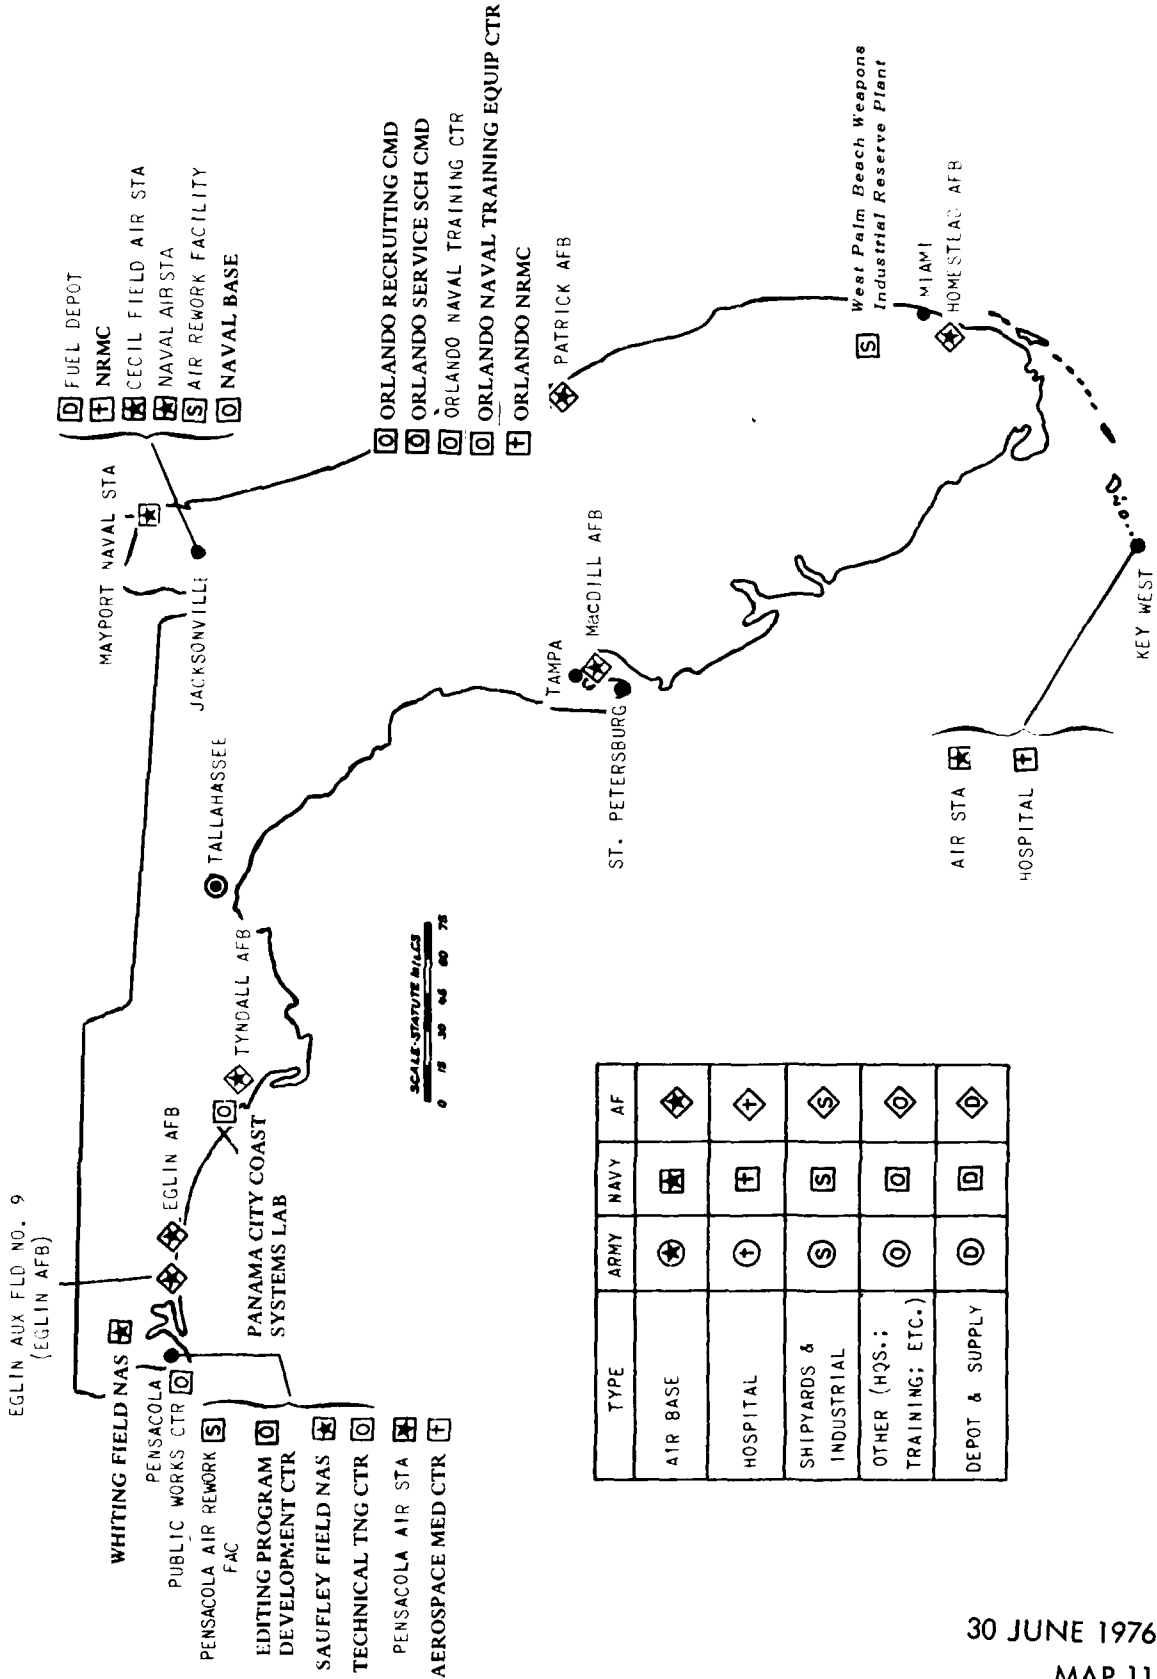 EGLIN AUX FLD NO. 9
(EGLIN AFB)
WHITING FIELD NAS
PENSACOLA
PUBLIC WORKS CTR O
PENSACOLA AIR REWORK S
FAC
EDITING PROGRAM O
DEVELOPMENT CTR
SAUFLEY FIELD NAS
TECHNICAL TNG CTR O
PENSACOLA AIR STA
AEROSPACE MED CTR
EGLIN AFB
PANAMA CITY COAST
SYSTEMS LAB
O
TYNDALL AFB
TALLAHASSEE
JACKSONVILLE
MAYPORT NAVAL STA
D FUEL DEPOT
NRMC
CECIL FIELD AIR STA
NAVAL AIR STA
S AIR REWORK FACILITY
O NAVAL BASE
O ORLANDO RECRUITING CMD
O ORLANDO SERVICE SCH CMD
O ORLANDO NAVAL TRAINING CTR
O ORLANDO NAVAL TRAINING EQUIP CTR
ORLANDO NRMC
PATRICK AFB
TAMPA
MacDILL AFB
ST. PETERSBURG
S West Palm Beach Weapons
Industrial Reserve Plant
MIAMI
HOMESTEAD AFB
KEY WEST
AIR STA
HOSPITAL
SCALE-STATUTE MILES
0 15 30 45 60 75
TYPE ARMY NAVY AF
AIR BASE
HOSPITAL
SHIPYARDS &
INDUSTRIAL S S S
OTHER (HQS.;
TRAINING; ETC.) O O O
DEPOT & SUPPLY D D D
30 JUNE 1976
MAP 11